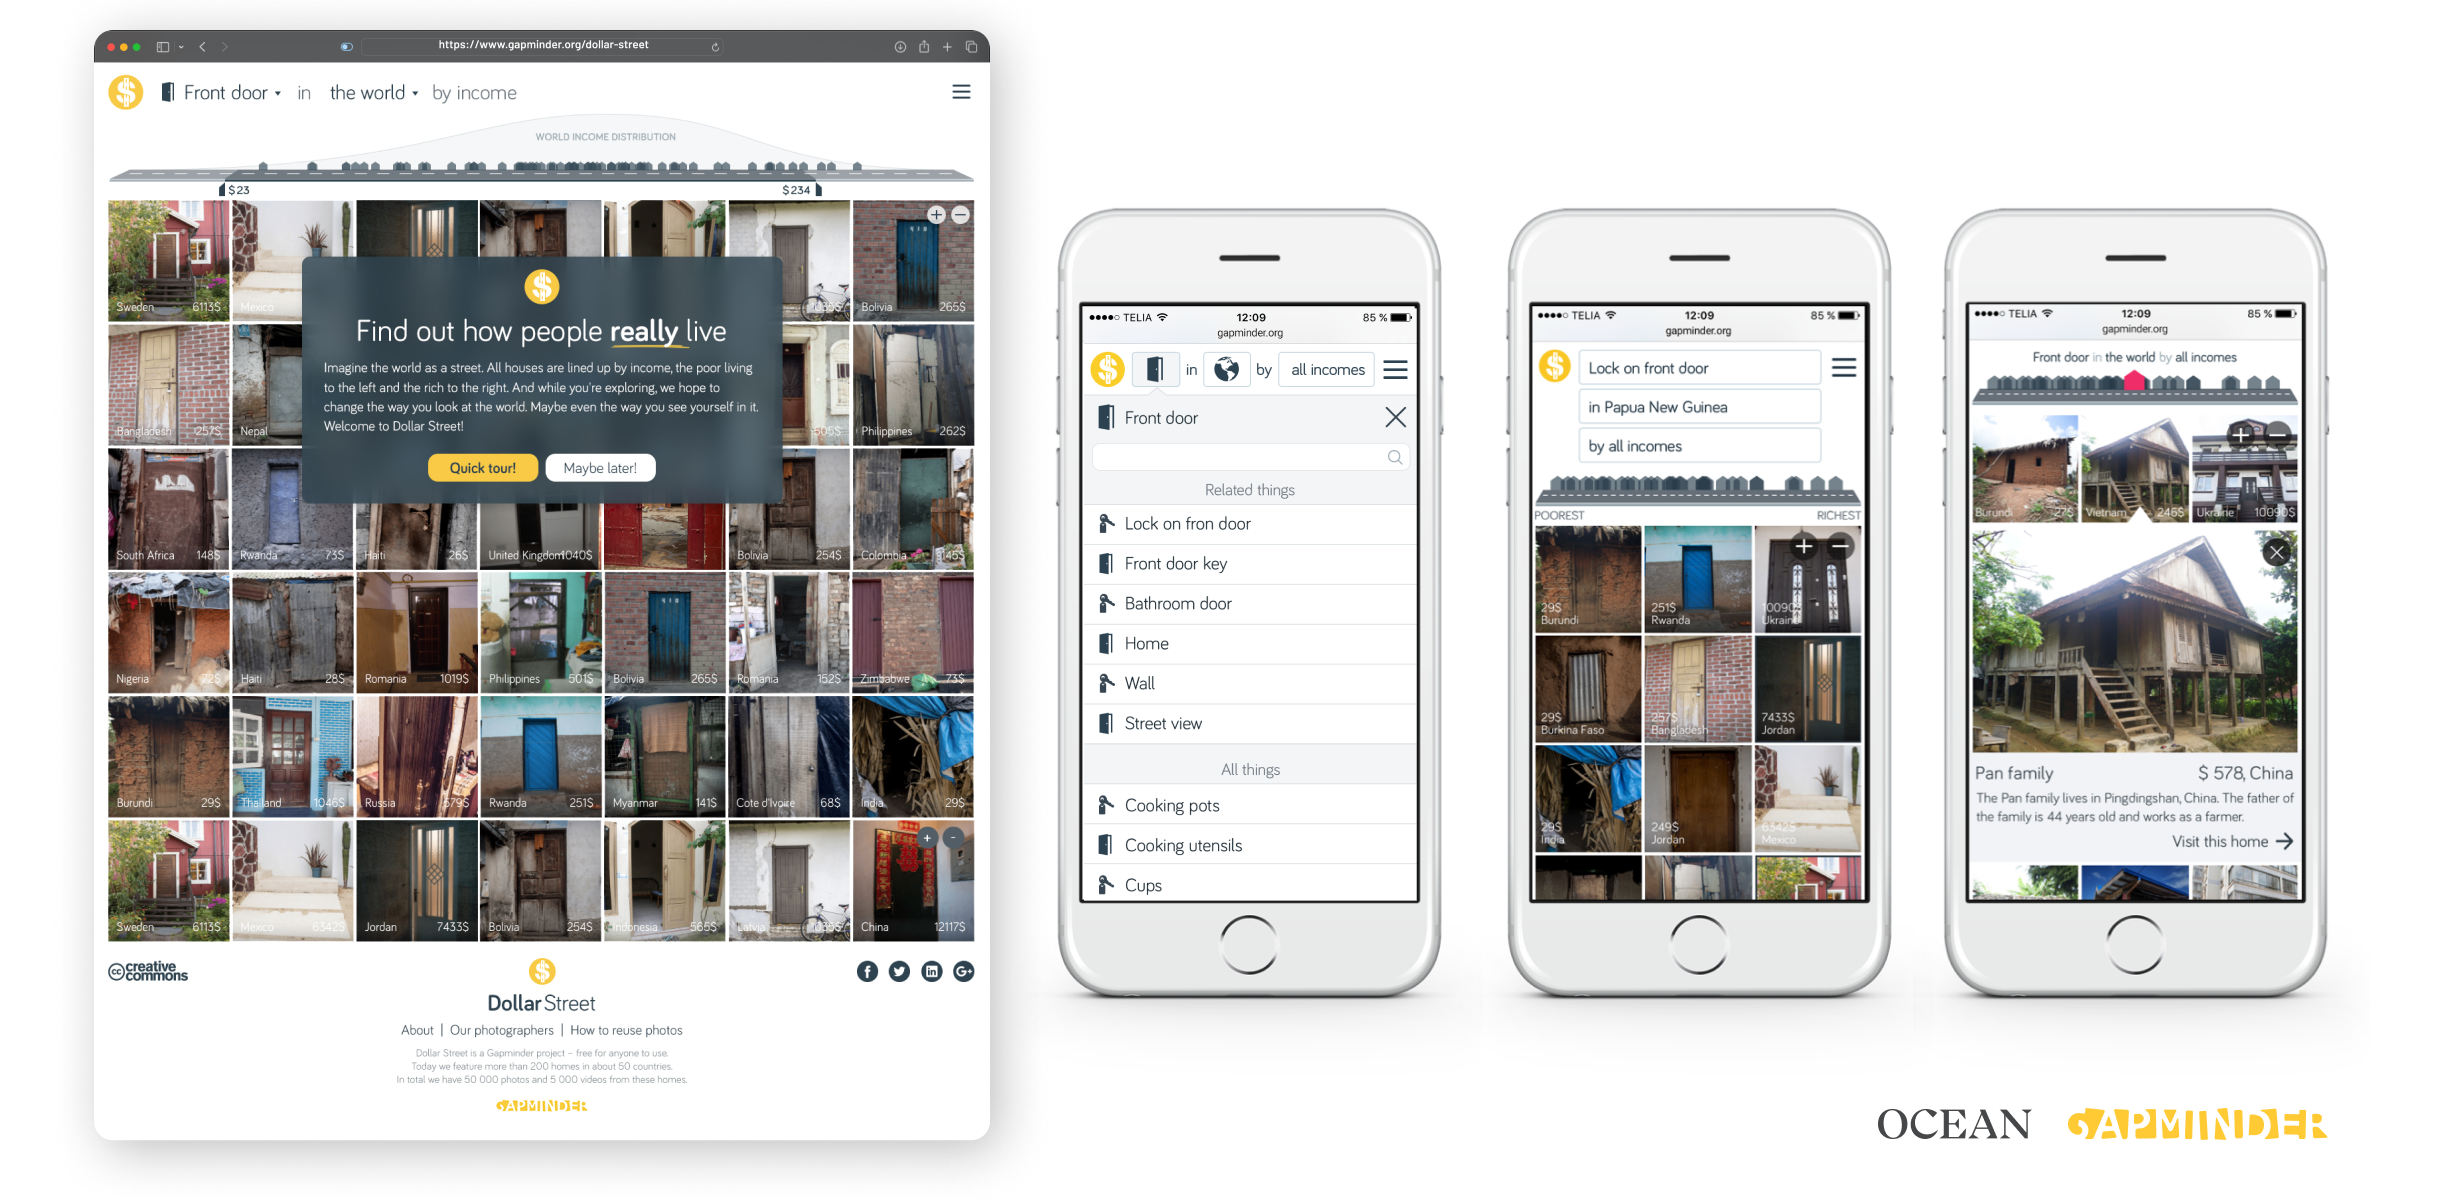 https://www.gapminder.org/dollar-street
Front door in the world by income
WORLD INCOME DISTRIBUTION
$23 $234
Sweden 6113$ Mexico Bolivia 265$
Find out how people really live
Imagine the world as a street. All houses are lined up by income, the poor living
to the left and the rich to the right. And while you're exploring, we hope to
change the way you look at the world. Maybe even the way you see yourself in it.
Welcome to Dollar Street!
Quick tour! Maybe later!
Bangladesh 257$ Nepal 505$ Philippines 262$
South Africa 148$ Rwanda 73$ Haiti 26$ United Kingdom 1040$ Bolivia 254$ Colombia 145$
Nigeria 72$ Haiti 28$ Romania 1019$ Philippines 501$ Bolivia 265$ Romania 152$ Zimbabwe 73$
Burundi 29$ Thailand 1046$ Russia 579$ Rwanda 251$ Myanmar 141$ Cote d'Ivoire 68$ India 29$
Sweden 6113$ Mexico 6342$ Jordan 7433$ Bolivia 254$ Indonesia 565$ Latvia China 12117$
cc creative
commons
Dollar Street
About | Our photographers | How to reuse photos
Dollar Street is a Gapminder project – free for anyone to use.
Today we feature more than 200 homes in about 50 countries.
In total we have 50 000 photos and 5 000 videos from these homes.
GAPMINDER
TELIA 12:09 85 %
gapminder.org
in by all incomes
Front door
Related things
Lock on fron door
Front door key
Bathroom door
Home
Wall
Street view
All things
Cooking pots
Cooking utensils
Cups
TELIA 12:09 85 %
gapminder.org
Lock on front door
in Papua New Guinea
by all incomes
POOREST RICHEST
29$ 251$ 10090$
Burundi Rwanda Ukraine
29$ 257$ 7433$
Burkina Faso Bangladesh Jordan
29$ 249$ 6342$
India Jordan Mexico
TELIA 12:09 85 %
gapminder.org
Front door in the world by all incomes
Burundi 27$ Vietnam 245$ Ukraine 10090$
Pan family $ 578, China
The Pan family lives in Pingdingshan, China. The father of
the family is 44 years old and works as a farmer.
Visit this home →
OCEAN GAPMINDER